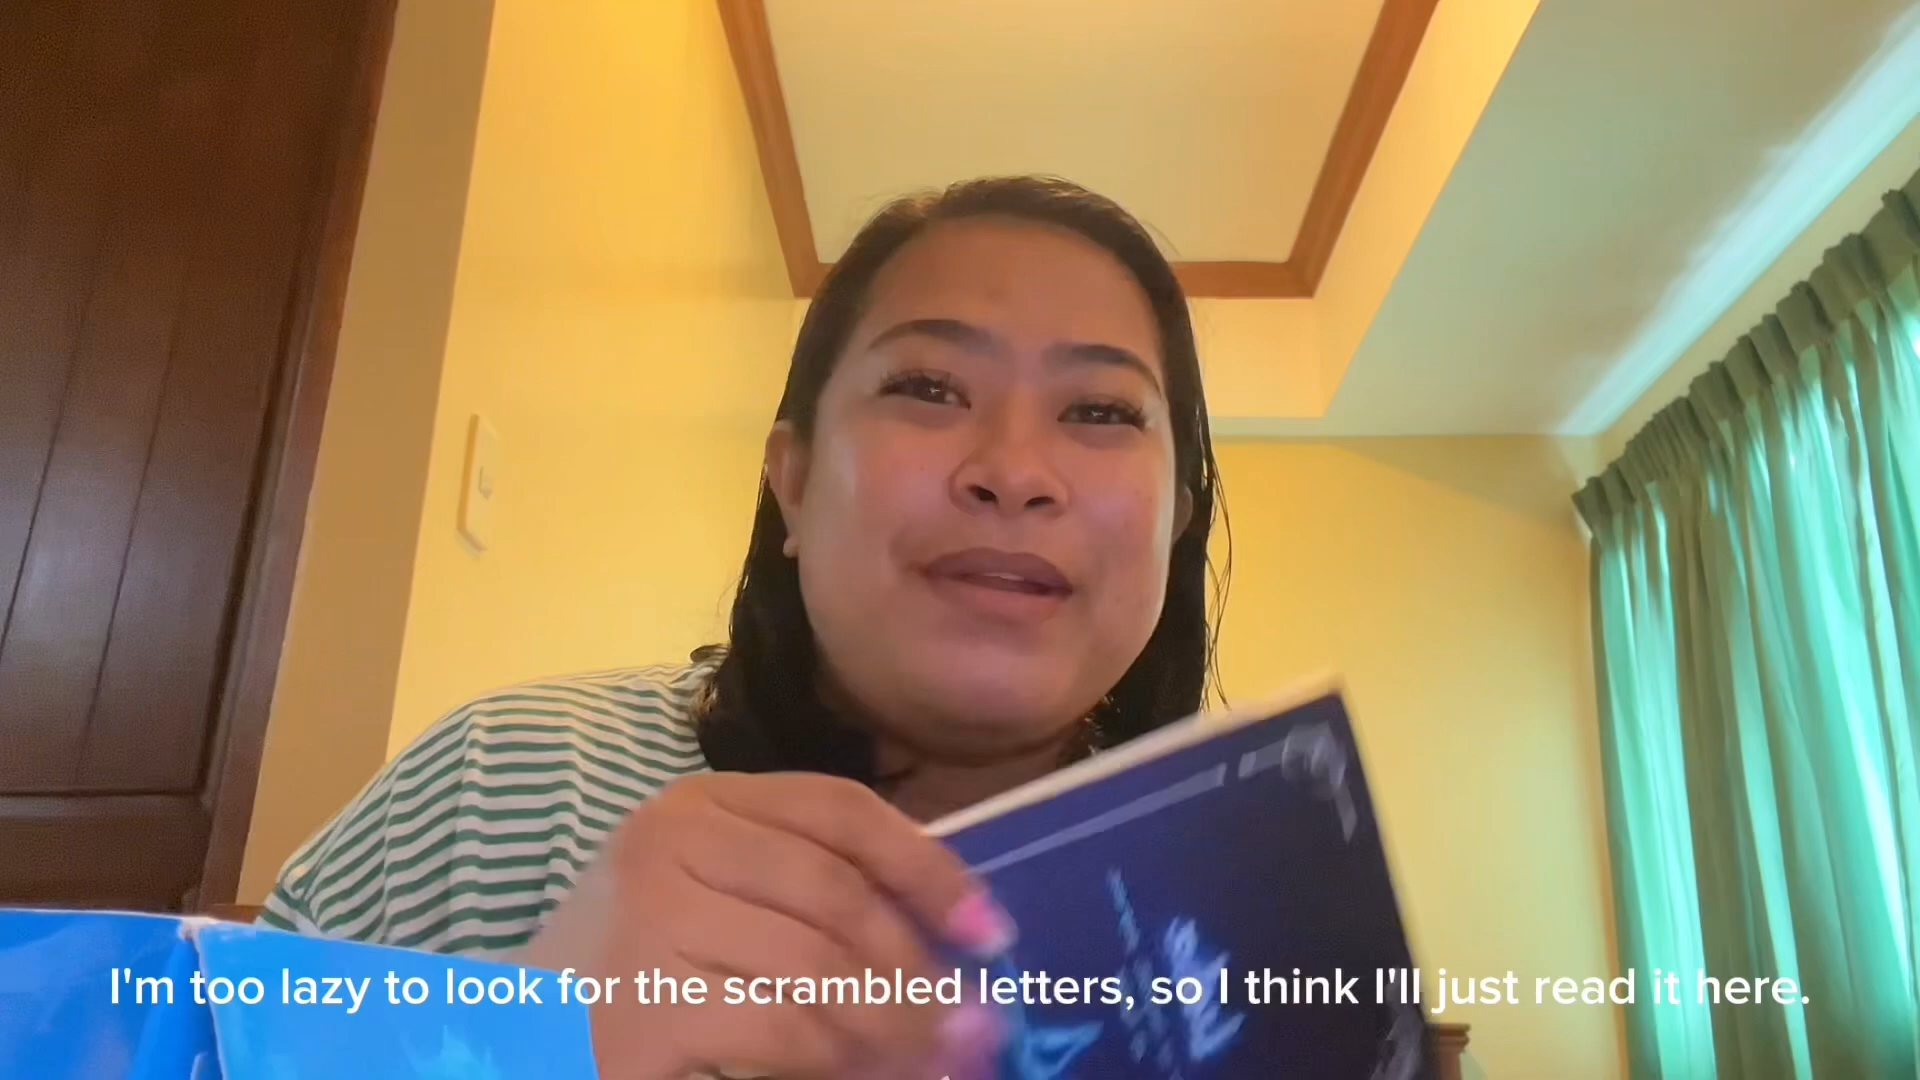 I'm too lazy to look for the scrambled letters, so I think I'll just read it here.